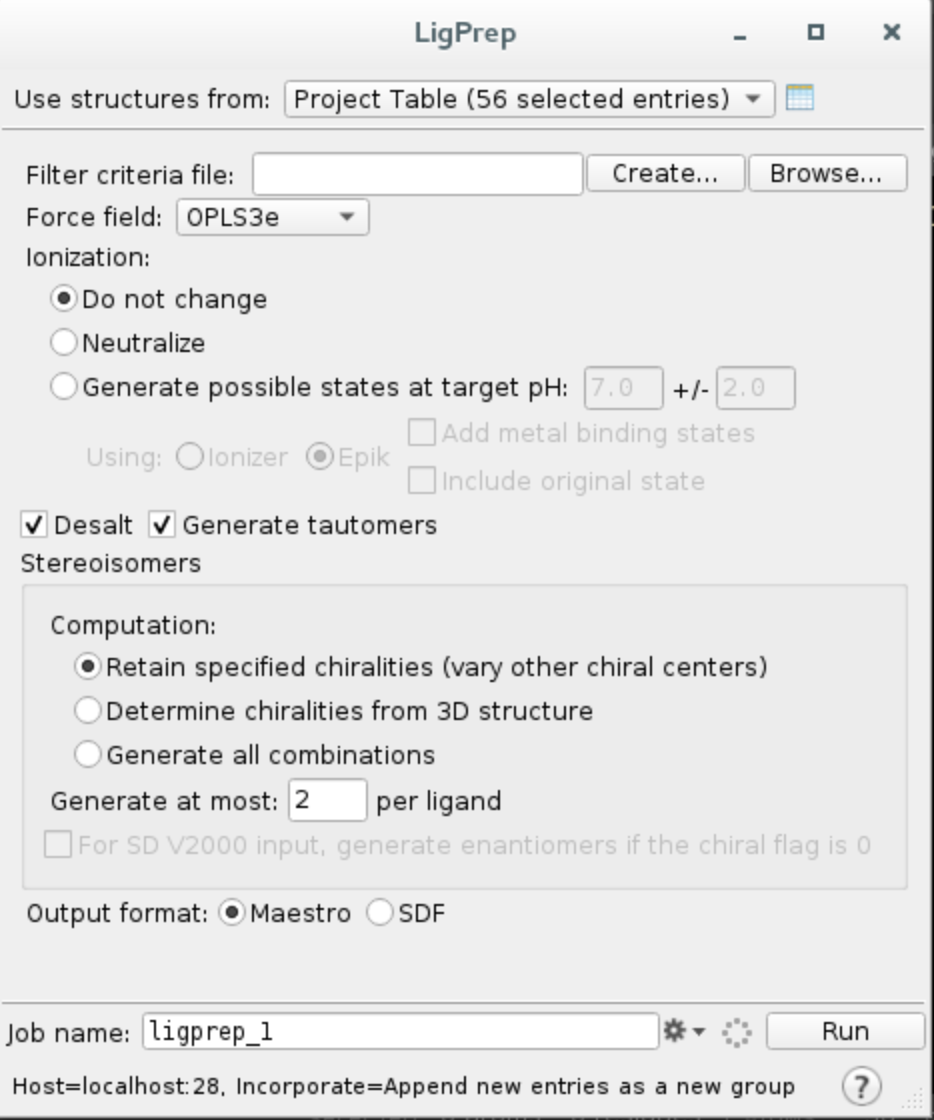 LigPrep
Use structures from: Project Table (56 selected entries)
Filter criteria file: Create... Browse...
Force field: OPLS3e
Ionization:
Do not change
Neutralize
Generate possible states at target pH: 7.0 +/- 2.0
Add metal binding states
Using: Ionizer Epik
Include original state
Desalt Generate tautomers
Stereoisomers
Computation:
Retain specified chiralities (vary other chiral centers)
Determine chiralities from 3D structure
Generate all combinations
Generate at most: 2 per ligand
For SD V2000 input, generate enantiomers if the chiral flag is 0
Output format: Maestro SDF
Job name: ligprep_1 Run
Host=localhost:28, Incorporate=Append new entries as a new group ?